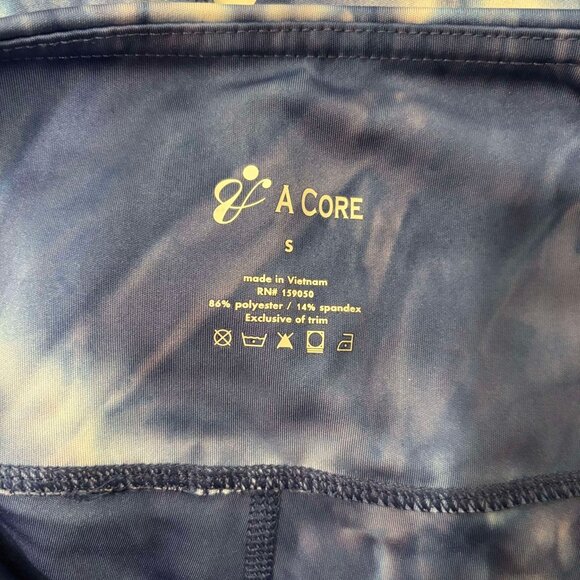 A CORE
S
made in Vietnam
RN# 159050
86% polyester / 14% spandex
Exclusive of trim